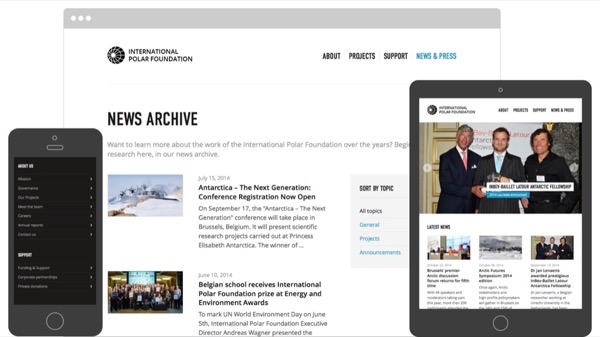 INTERNATIONAL
POLAR FOUNDATION
ABOUT PROJECTS SUPPORT NEWS & PRESS
NEWS ARCHIVE
Want to learn more about the work of the International Polar Foundation over the years?
research here, in our news archive.
July 15, 2014
Antarctica – The Next Generation:
Conference Registration Now Open
On September 17, the "Antarctica – The Next
Generation" conference will take place in
Brussels, Belgium. It will present scientific
research projects carried out at Princess
Elisabeth Antarctica. The winner of ...
June 10, 2014
Belgian school receives International
Polar Foundation prize at Energy and
Environment Awards
To mark UN World Environment Day on June
5th, International Polar Foundation Executive
Director Andreas Wagner presented the
SORT BY TOPIC
All topics
General
Projects
Announcements
ABOUT US
Mission
Governance
Our Projects
Meet the team
Careers
Annual reports
Contact us
SUPPORT
Funding & Support
Corporate partnerships
Private donations
INTERNATIONAL
POLAR FOUNDATION
ABOUT PROJECTS SUPPORT NEWS & PRESS
INBEV-BAILLET LATOUR ANTARCTIC FELLOWSHIP
LATEST NEWS
Brussels' premier
Arctic discussion
forum returns for fifth
time
Arctic Futures
Symposium: 2014
edition
Dr Jan Lenaerts
awarded prestigious
InBev-Baillet Latour
Antarctica Fellowship